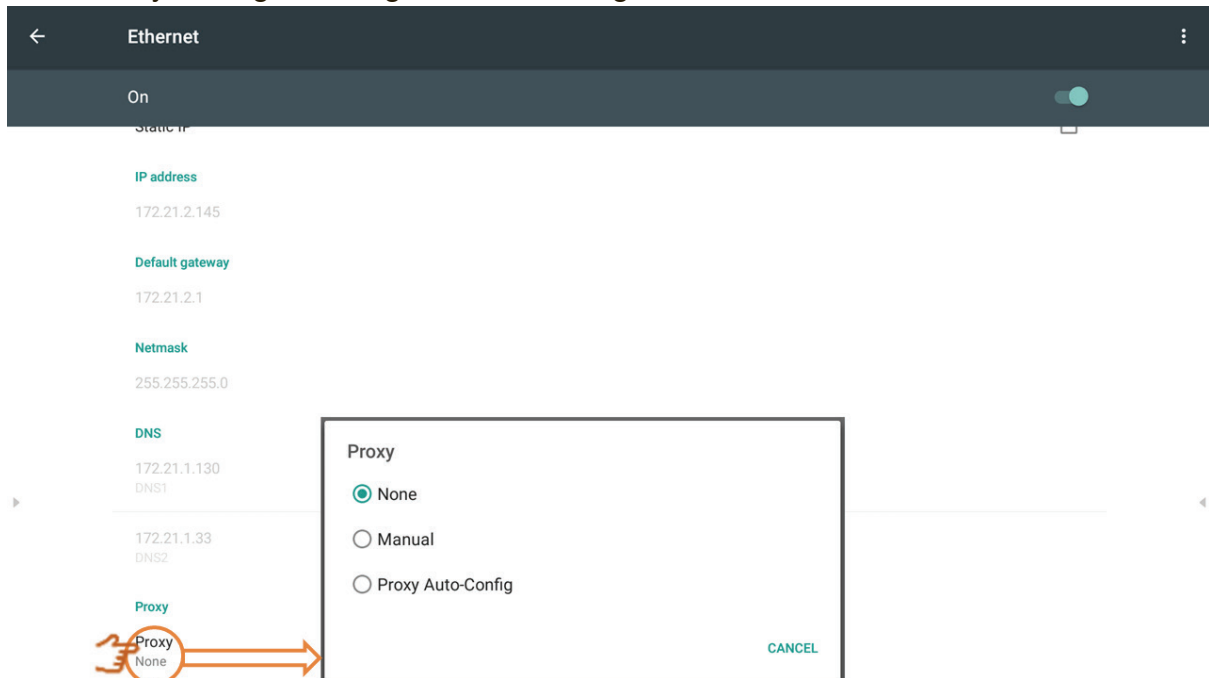 Ethernet
On
Static IP
IP address
172.21.2.145
Default gateway
172.21.2.1
Netmask
255.255.255.0
DNS
172.21.1.130
DNS1
172.21.1.33
DNS2
Proxy
Proxy
None
Proxy
None
Manual
Proxy Auto-Config
CANCEL